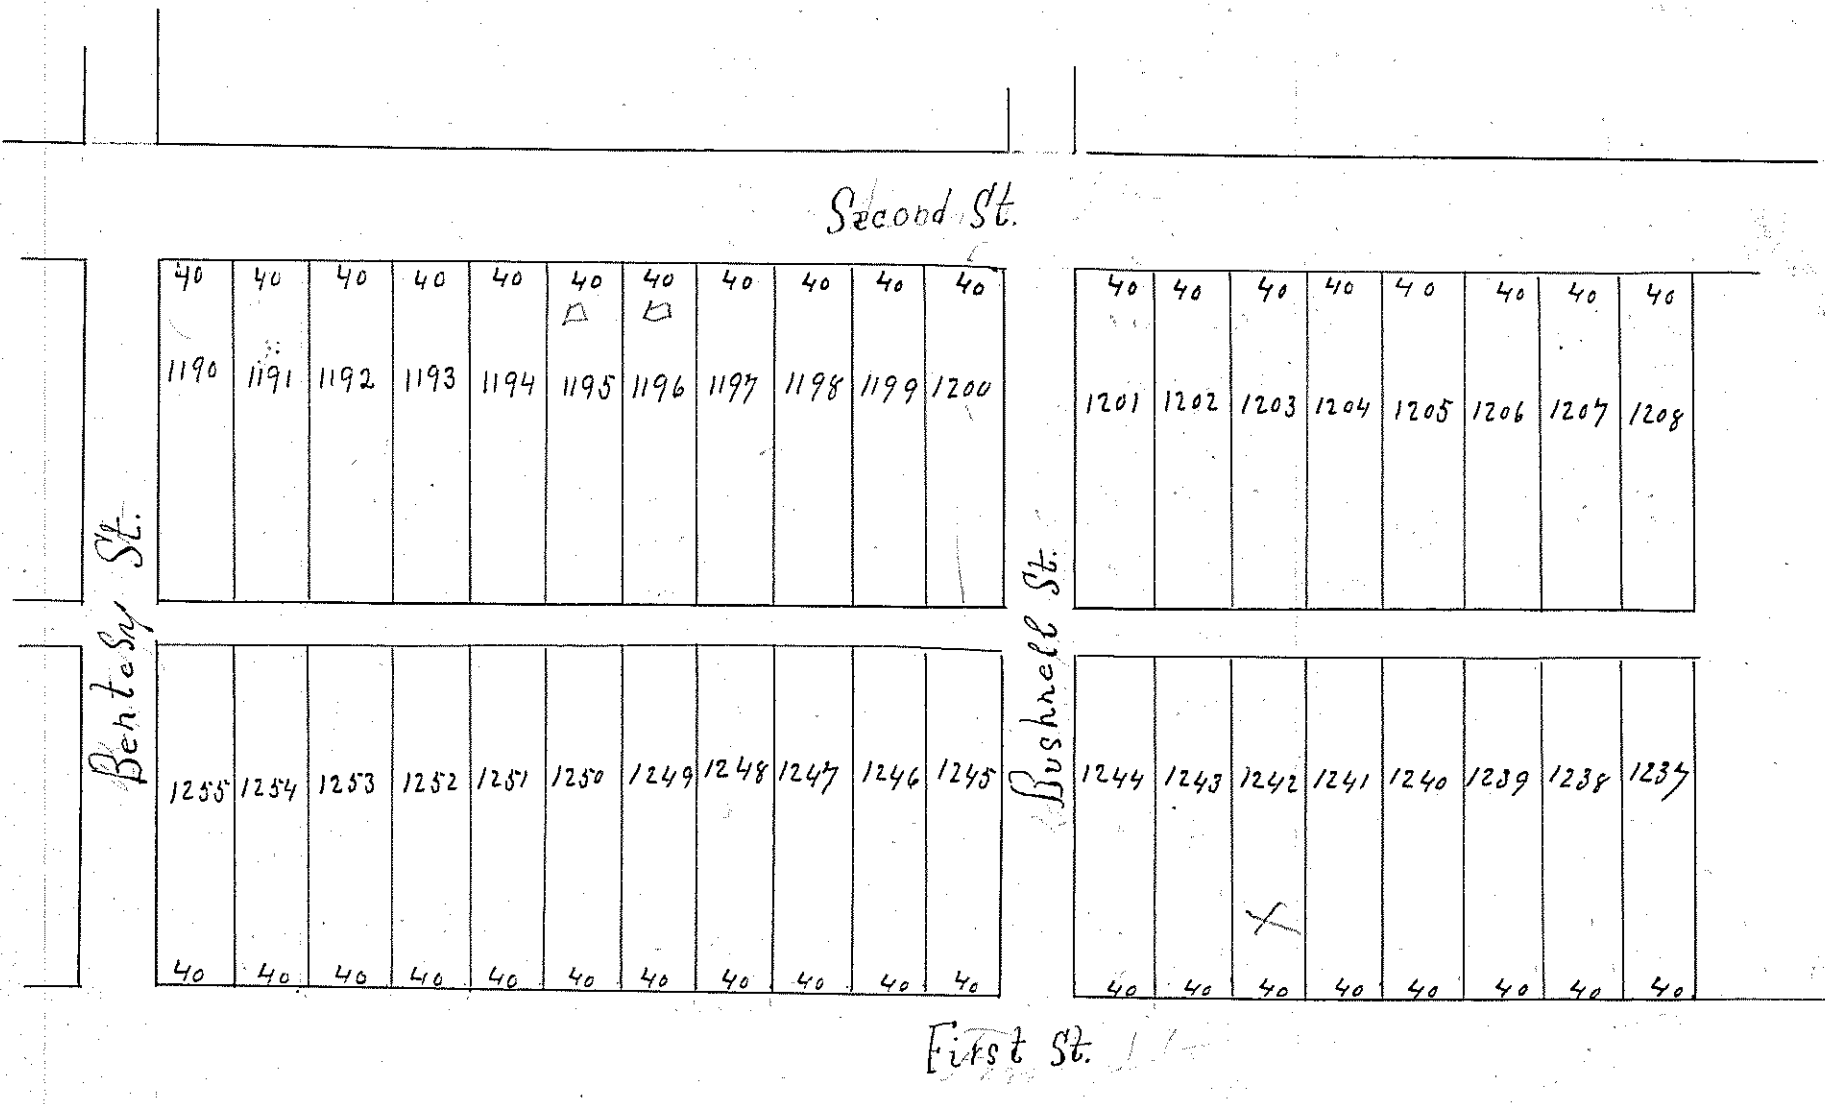 Second St.
40 40 40 40 40 40 40 40 40 40 40 40 40 40 40 40 40 40 40
1190 1191 1192 1193 1194 1195 1196 1197 1198 1199 1200 1201 1202 1203 1204 1205 1206 1207 1208
St.
Bushnell St.
1255 1254 1253 1252 1251 1250 1249 1248 1247 1246 1245 1244 1243 1242 1241 1240 1239 1238 1237
X
40 40 40 40 40 40 40 40 40 40 40 40 40 40 40 40 40 40 40
First St.